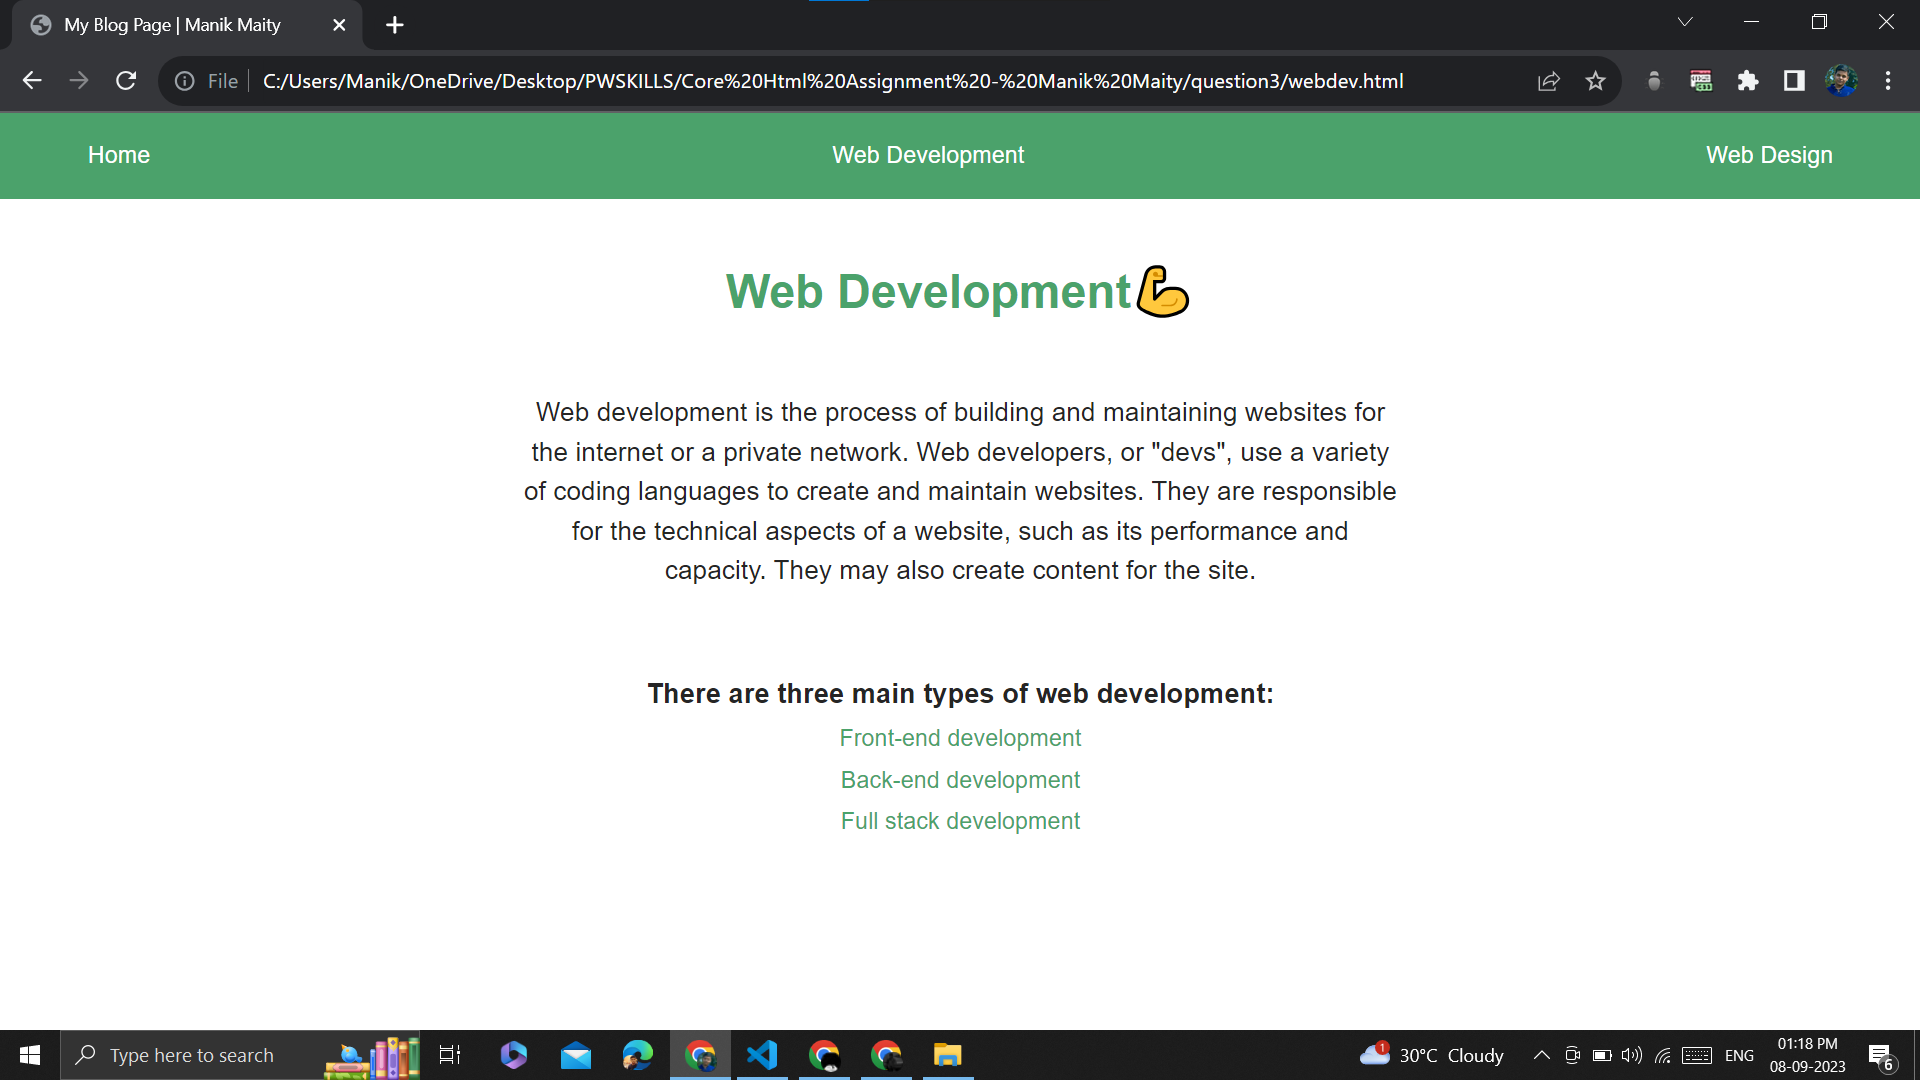 My Blog Page | Manik Maity
File C:/Users/Manik/OneDrive/Desktop/PWSKILLS/Core%20Html%20Assignment%20-%20Manik%20Maity/question3/webdev.html
Home Web Development Web Design
Web Development💪
Web development is the process of building and maintaining websites for
the internet or a private network. Web developers, or "devs", use a variety
of coding languages to create and maintain websites. They are responsible
for the technical aspects of a website, such as its performance and
capacity. They may also create content for the site.
There are three main types of web development:
Front-end development
Back-end development
Full stack development
Type here to search
1
30°C Cloudy
ENG
01:18 PM
08-09-2023
6